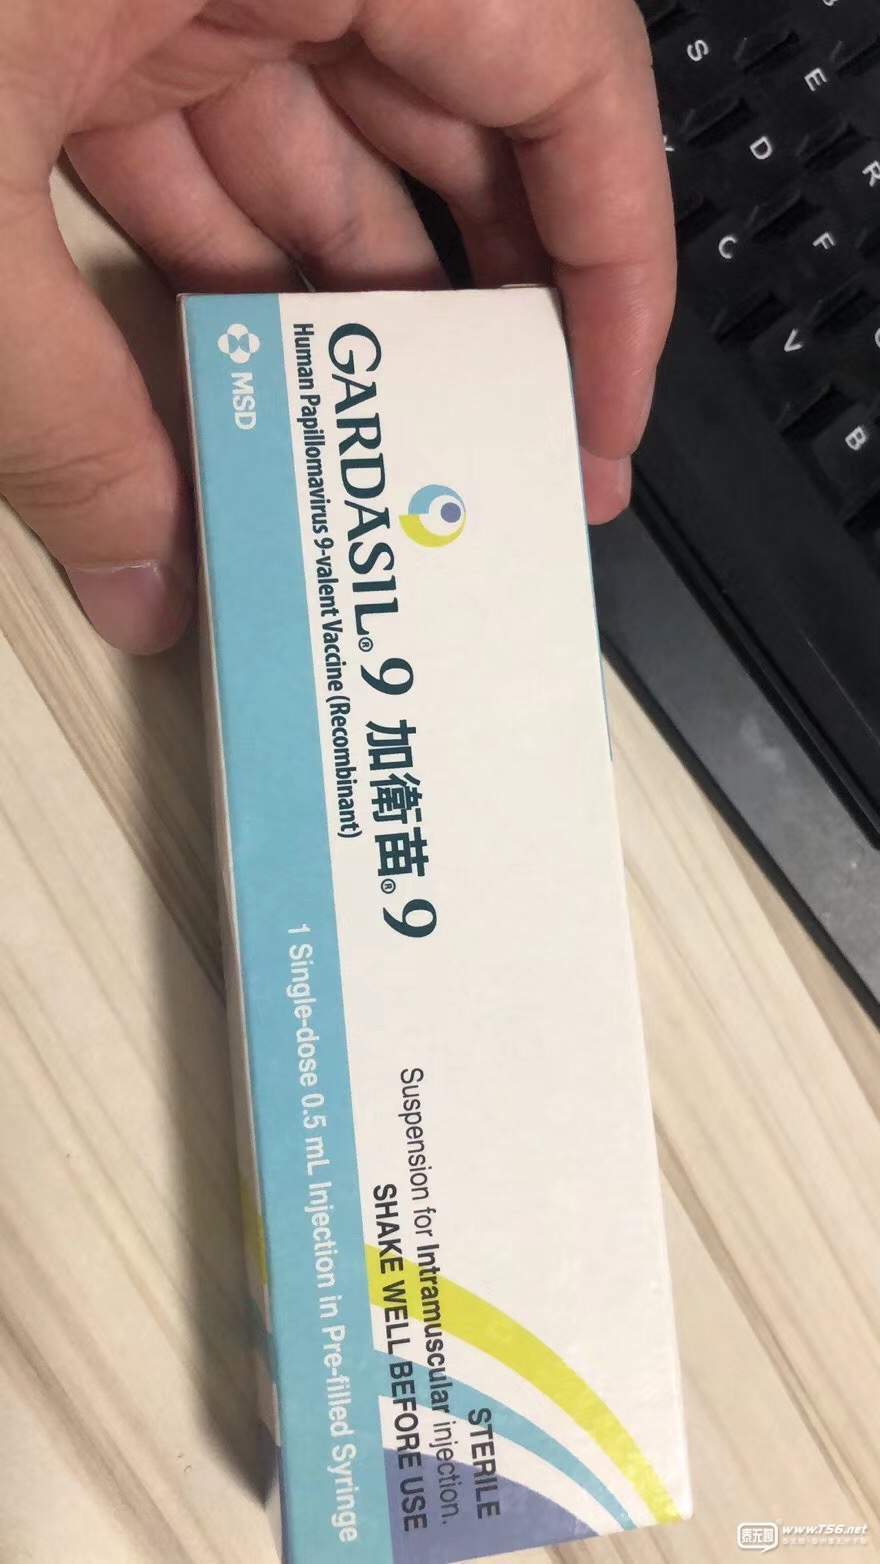 GARDASIL® 9 加衛苗® 9
Human Papillomavirus 9-valent Vaccine (Recombinant)
MSD
STERILE
Suspension for Intramuscular injection.
SHAKE WELL BEFORE USE
1 Single-dose 0.5 mL Injection in Pre-filled Syringe
S
E
D
R
C
F
V
B
www.T56.net